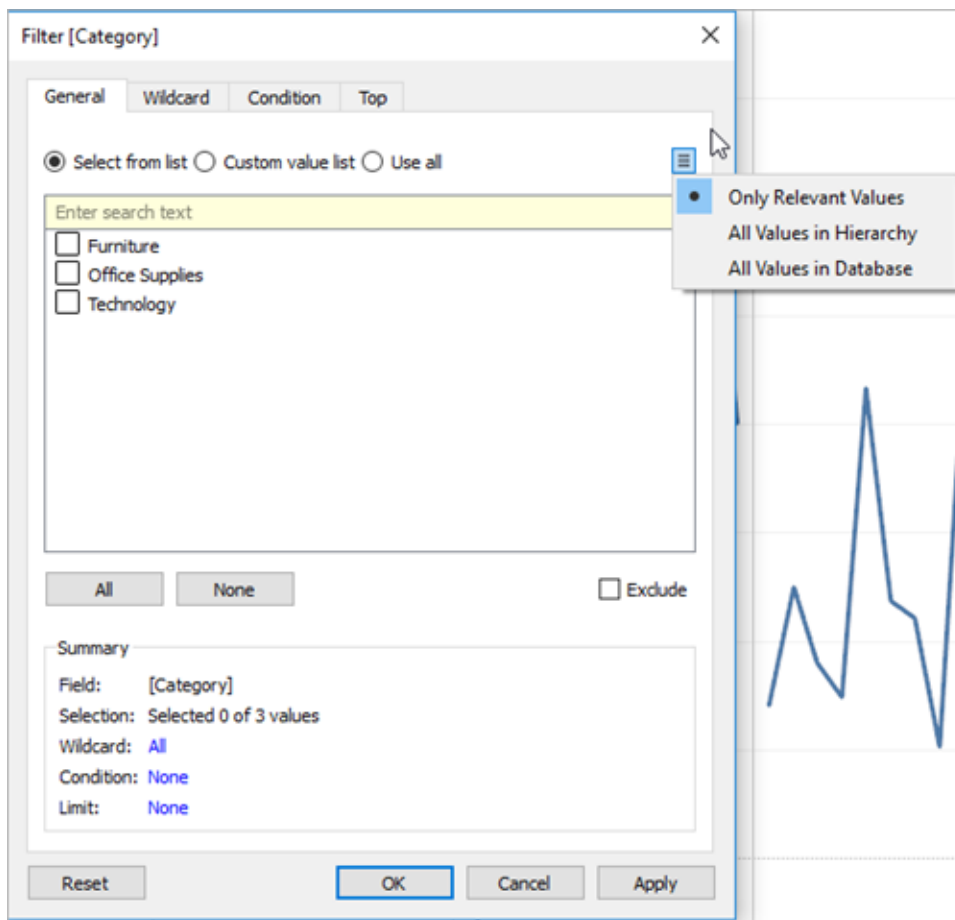 Filter [Category]
General Wildcard Condition Top
Select from list Custom value list Use all
Only Relevant Values
All Values in Hierarchy
All Values in Database
Enter search text
Furniture
Office Supplies
Technology
All None Exclude
Summary
Field: [Category]
Selection: Selected 0 of 3 values
Wildcard: All
Condition: None
Limit: None
Reset OK Cancel Apply